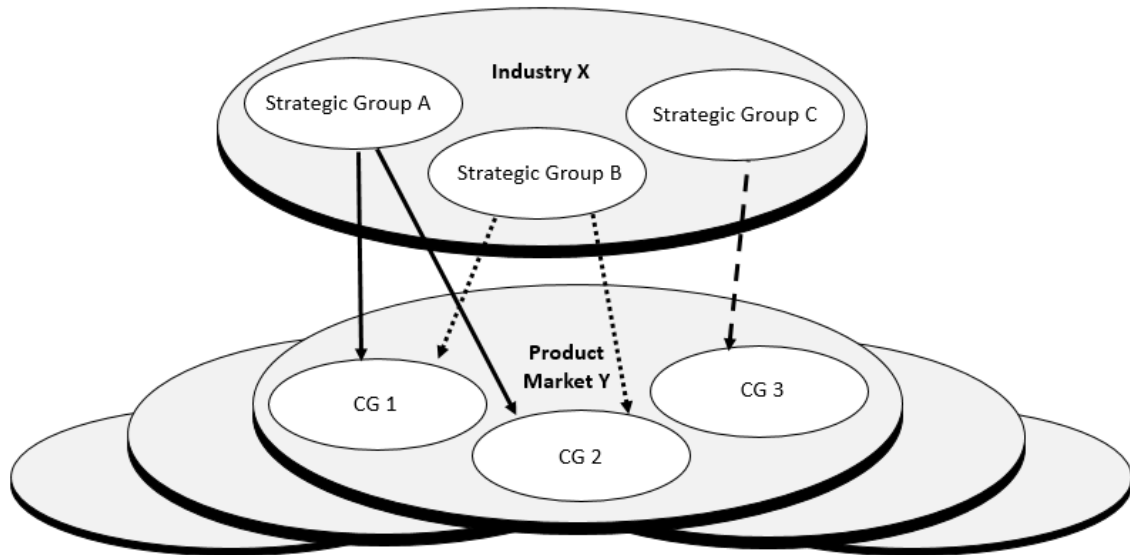 Industry X
Strategic Group A
Strategic Group C
Strategic Group B
Product
Market Y
CG 1
CG 3
CG 2